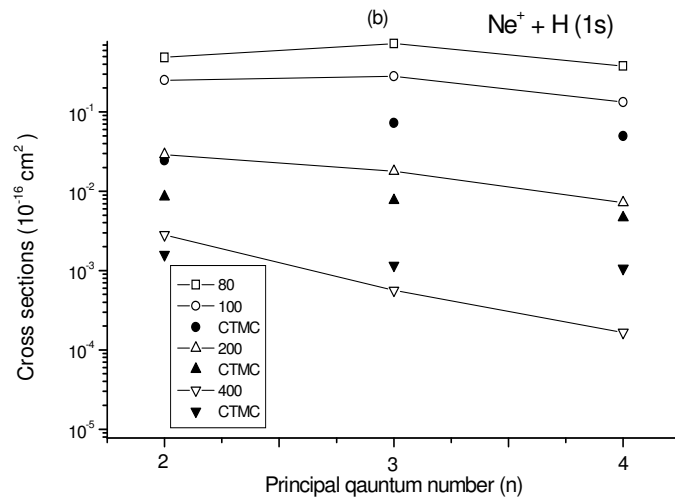 (b)
Ne⁺ + H (1s)
Cross sections (10⁻¹⁶ cm²)
10⁻¹
10⁻²
10⁻³
10⁻⁴
10⁻⁵
80
100
CTMC
200
CTMC
400
CTMC
2 3 4
Principal qauntum number (n)